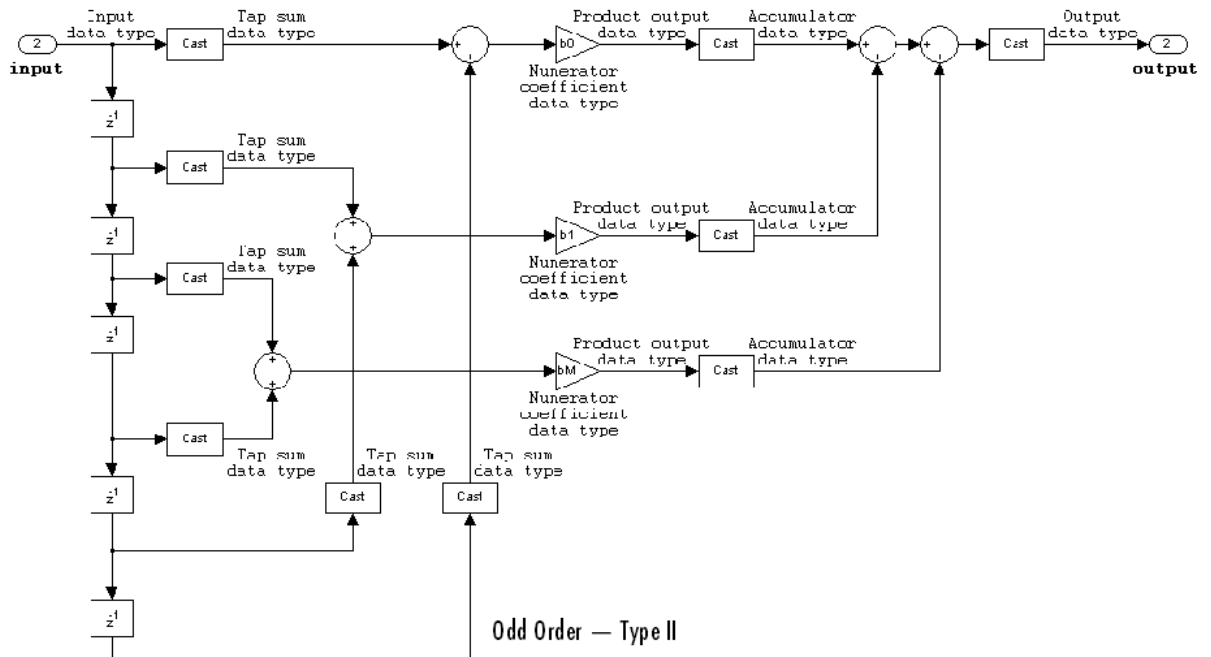 Input
data type
2
input
Cast
Tap sum
data type
+
b0
Nunerator
coefficient
data type
Product output
data type
Cast
Accumulator
data type
+
+
Cast
Output
data type
2
output
z-1
Cast
Tap sum
data type
+
+
z-1
b1
Nunerator
coefficient
data type
Product output
data type
Cast
Accumulator
data type
Cast
Tap sum
data type
z-1
+
+
bM
Nunerator
coefficient
data type
Product output
data type
Cast
Accumulator
data type
Cast
Tap sum
data type
z-1
Cast
Tap sum
data type
Cast
Tap sum
data type
z-1
Odd Order — Type II